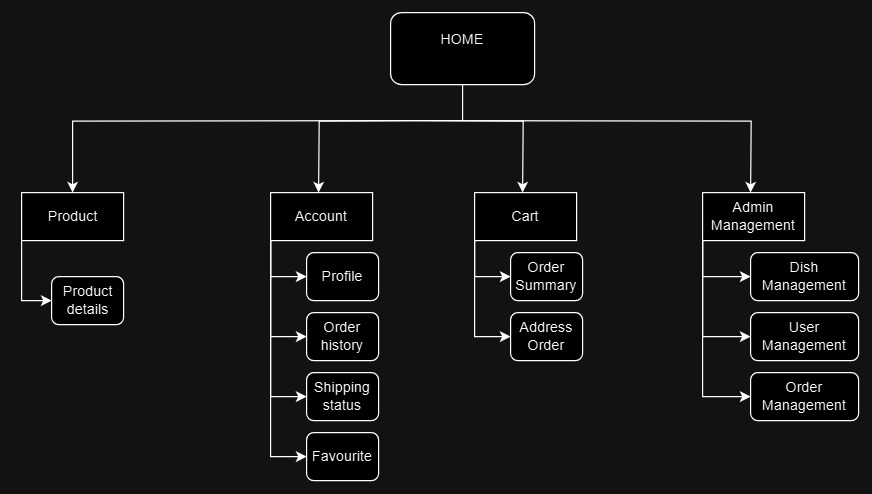 HOME
Product
Account
Cart
Admin
Management
Product
details
Profile
Order
history
Shipping
status
Favourite
Order
Summary
Address
Order
Dish
Management
User
Management
Order
Management